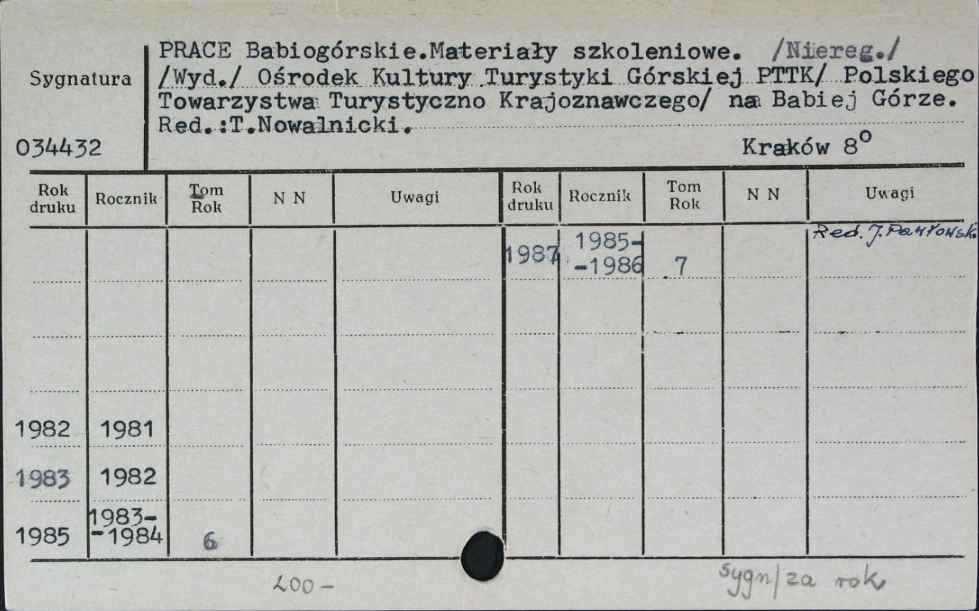 PRACE Babiogórskie.Materiały szkoleniowe. /Niereg./
/Wyd./ Ośrodek Kultury Turystyki Górskiej PTTK/ Polskiego
Towarzystwa Turystyczno Krajoznawczego/ na Babiej Górze.
Red.:T.Nowalnicki.
Sygnatura
034432
Kraków 8°
Rok druku Rocznik Tom Rok N N Uwagi Rok druku Rocznik Tom Rok N N Uwagi
Red. J. Pawłowsk
1987 1985-
-1986 7
1982 1981
1983 1982
1985 1983-
-1984 6
200 -
sygn/za rok